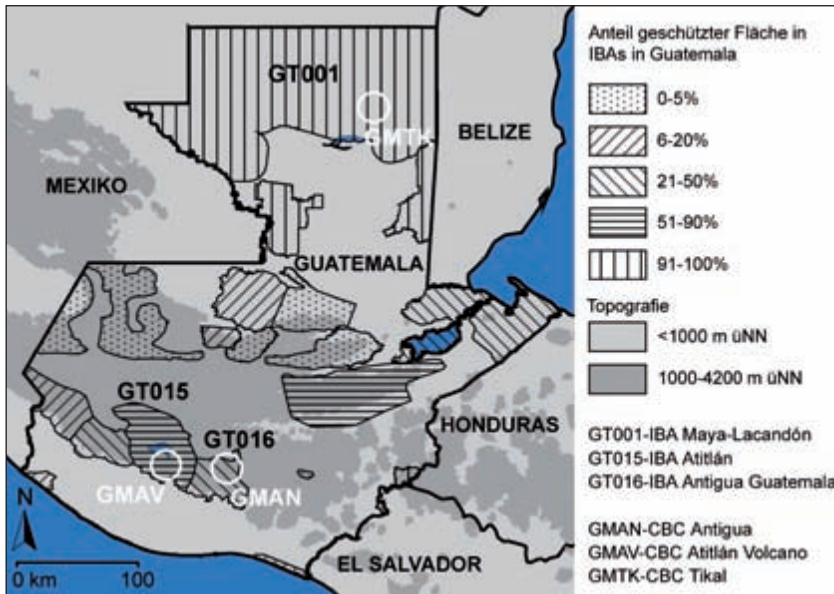 GT001
GMTK
BELIZE
MEXIKO
GUATEMALA
GT015
GT016
HONDURAS
GMAV
GMAN
N
EL SALVADOR
0 km
100
Anteil geschützter Fläche in
IBAs in Guatemala
0-5%
6-20%
21-50%
51-90%
91-100%
Topografie
<1000 m üNN
1000-4200 m üNN
GT001-IBA Maya-Lacandón
GT015-IBA Atitlán
GT016-IBA Antigua Guatemala
GMAN-CBC Antigua
GMAV-CBC Atitlán Volcano
GMTK-CBC Tikal